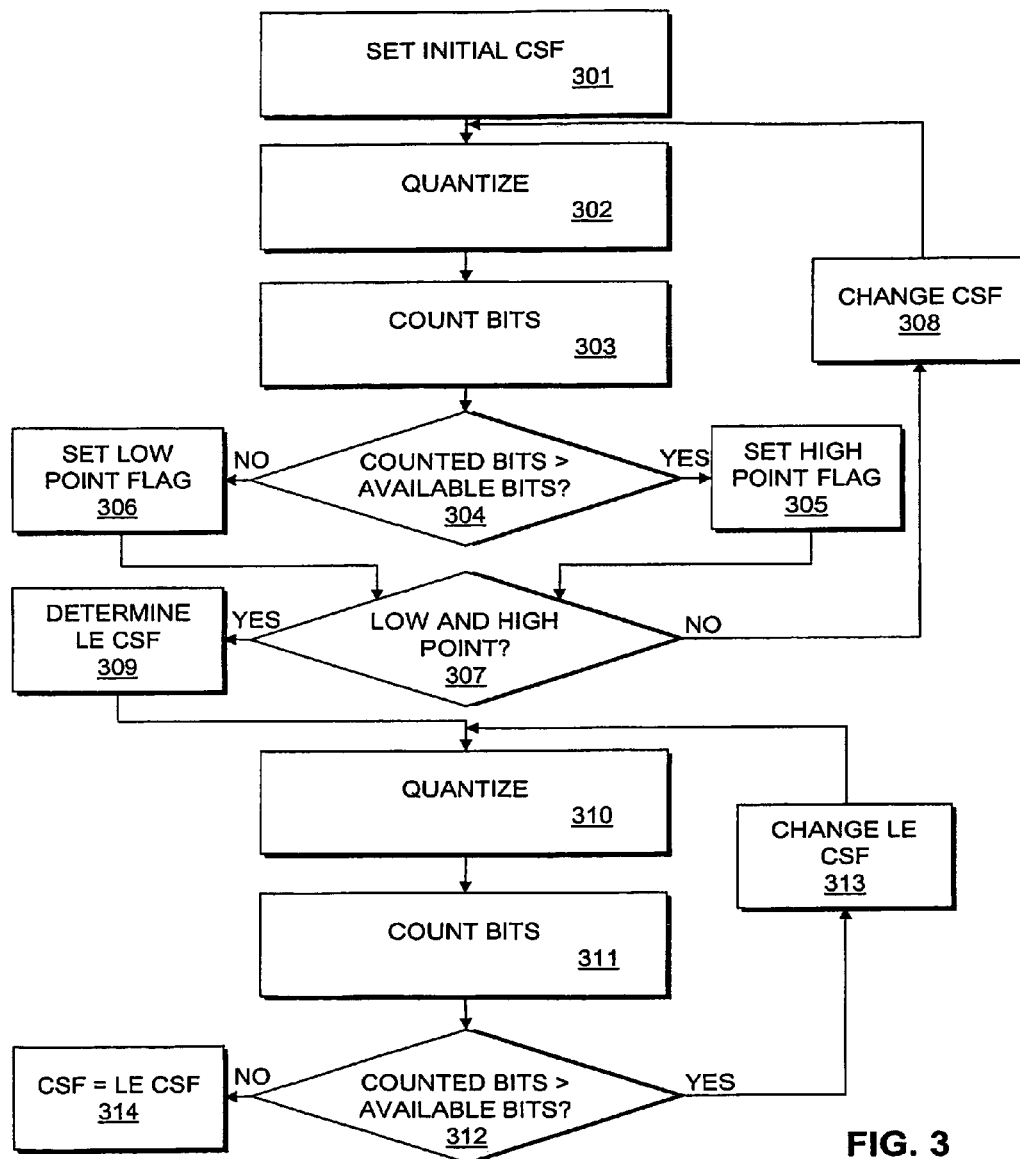 SET INITIAL CSF
301
QUANTIZE
302
COUNT BITS
303
CHANGE CSF
308
SET LOW
POINT FLAG
306
NO
COUNTED BITS >
AVAILABLE BITS?
304
YES
SET HIGH
POINT FLAG
305
DETERMINE
LE CSF
309
YES
LOW AND HIGH
POINT?
307
NO
QUANTIZE
310
CHANGE LE
CSF
313
COUNT BITS
311
CSF = LE CSF
314
NO
COUNTED BITS >
AVAILABLE BITS?
312
YES
FIG. 3